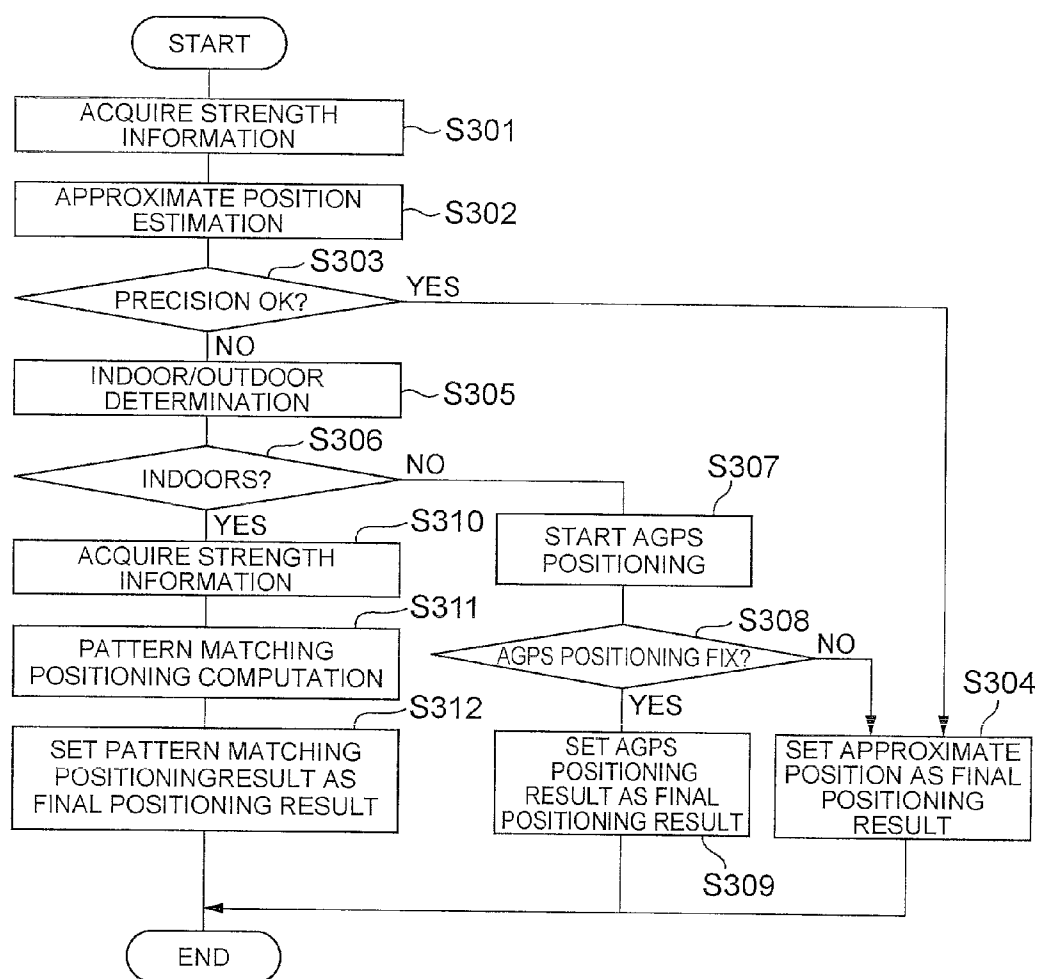 START
ACQUIRE STRENGTH
INFORMATION
S301
APPROXIMATE POSITION
ESTIMATION
S302
S303
PRECISION OK?
YES
NO
INDOOR/OUTDOOR
DETERMINATION
S305
S306
INDOORS?
NO
YES
S307
START AGPS
POSITIONING
S310
ACQUIRE STRENGTH
INFORMATION
S311
PATTERN MATCHING
POSITIONING COMPUTATION
S308
AGPS POSITIONING FIX?
NO
YES
S312
SET PATTERN MATCHING
POSITIONINGRESULT AS
FINAL POSITIONING RESULT
SET AGPS
POSITIONING
RESULT AS FINAL
POSITIONING RESULT
S309
S304
SET APPROXIMATE
POSITION AS FINAL
POSITIONING
RESULT
END